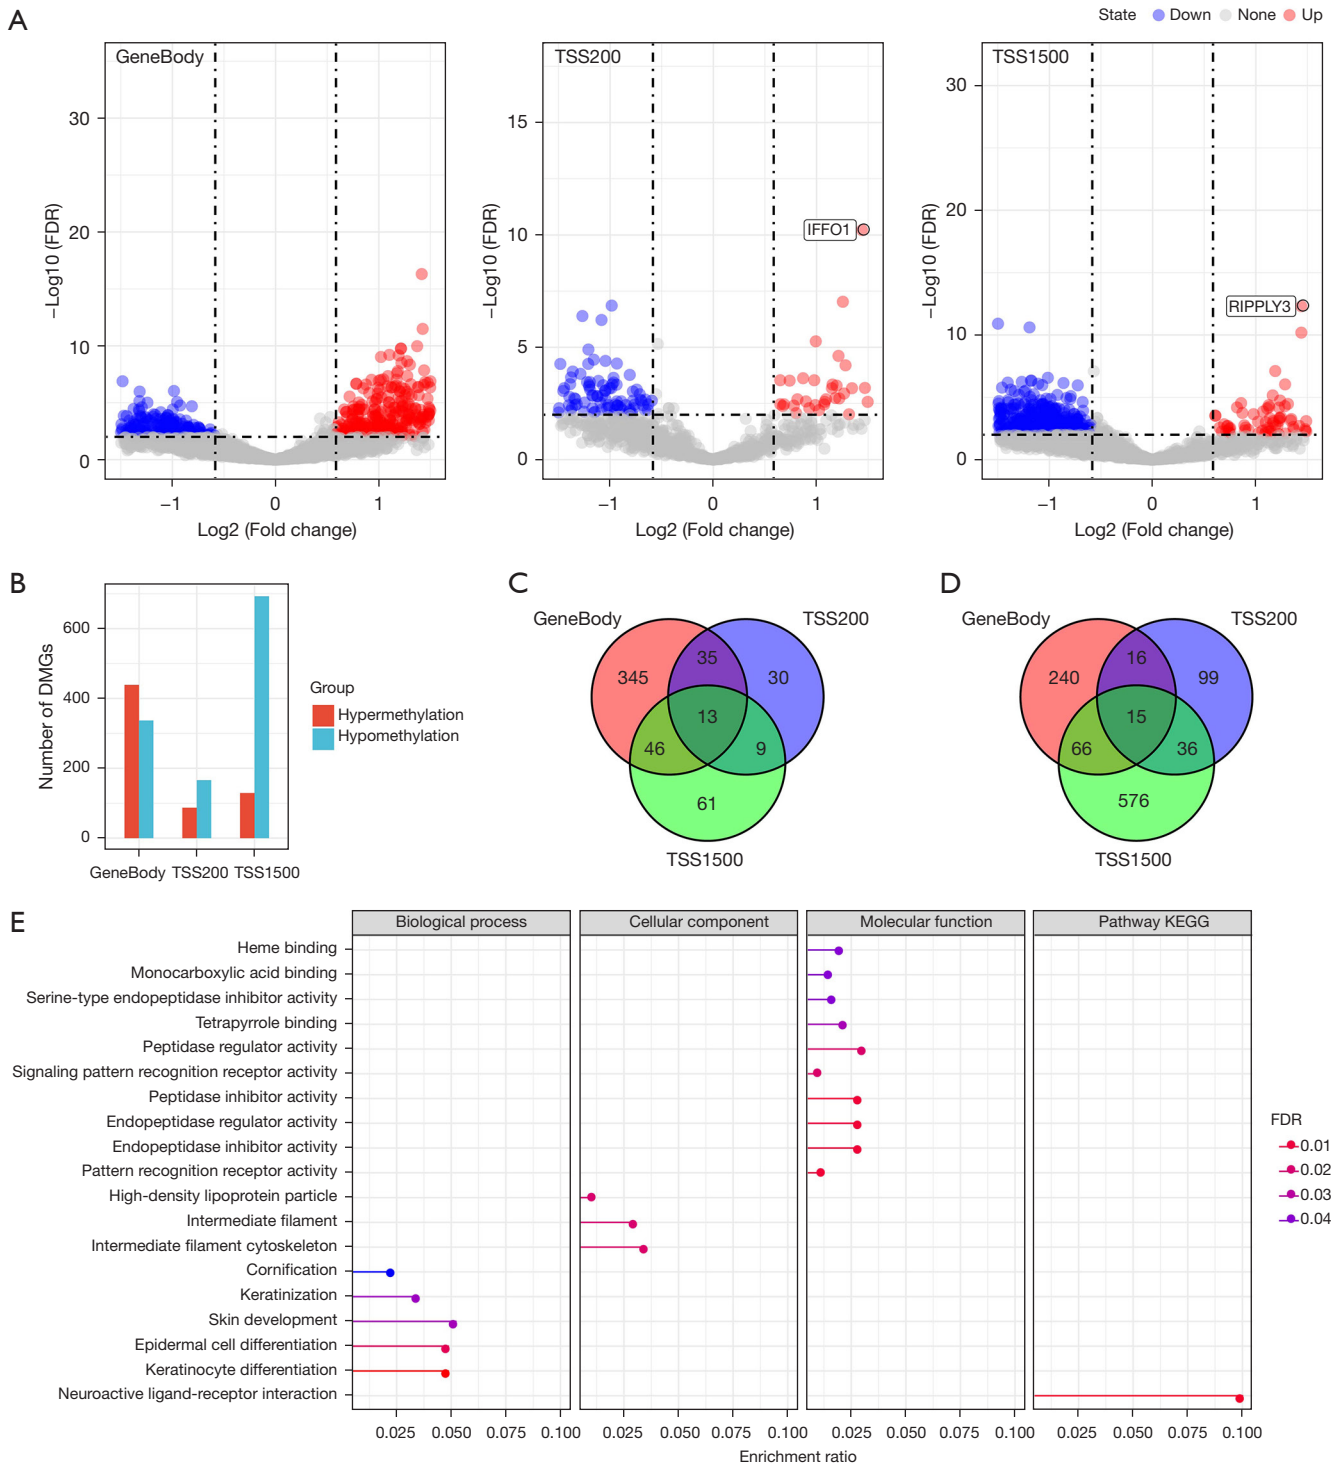 A
State Down None Up
GeneBody
TSS200
TSS1500
30
20
10
0
−Log10 (FDR)
−1 0 1
Log2 (Fold change)
15
10
5
0
−Log10 (FDR)
IFFO1
−1 0 1
Log2 (Fold change)
30
20
10
0
−Log10 (FDR)
RIPPLY3
−1 0 1
Log2 (Fold change)
B
600
400
200
0
Number of DMGs
GeneBody TSS200 TSS1500
Group
Hypermethylation
Hypomethylation
C
GeneBody
TSS200
345
35
30
13
46
9
61
TSS1500
D
GeneBody
TSS200
240
16
99
15
66
36
576
TSS1500
E
Biological process
Cellular component
Molecular function
Pathway KEGG
Heme binding
Monocarboxylic acid binding
Serine-type endopeptidase inhibitor activity
Tetrapyrrole binding
Peptidase regulator activity
Signaling pattern recognition receptor activity
Peptidase inhibitor activity
Endopeptidase regulator activity
Endopeptidase inhibitor activity
Pattern recognition receptor activity
High-density lipoprotein particle
Intermediate filament
Intermediate filament cytoskeleton
Cornification
Keratinization
Skin development
Epidermal cell differentiation
Keratinocyte differentiation
Neuroactive ligand-receptor interaction
0.025 0.050 0.075 0.100
0.025 0.050 0.075 0.100
0.025 0.050 0.075 0.100
0.025 0.050 0.075 0.100
Enrichment ratio
FDR
0.01
0.02
0.03
0.04